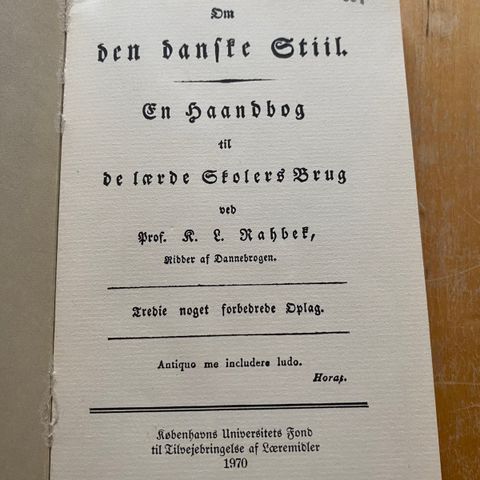 Om
den danske Stiil.
En Haandbog
til
de lærde Skolers Brug
ved
Prof. K. L. Rahbek,
Ridder af Dannebrogen.
Tredie noget forbedrede Oplag.
Antiquo me includere ludo.
Horaz.
Københavns Universitets Fond
til Tilvejebringelse af Læremidler
1970